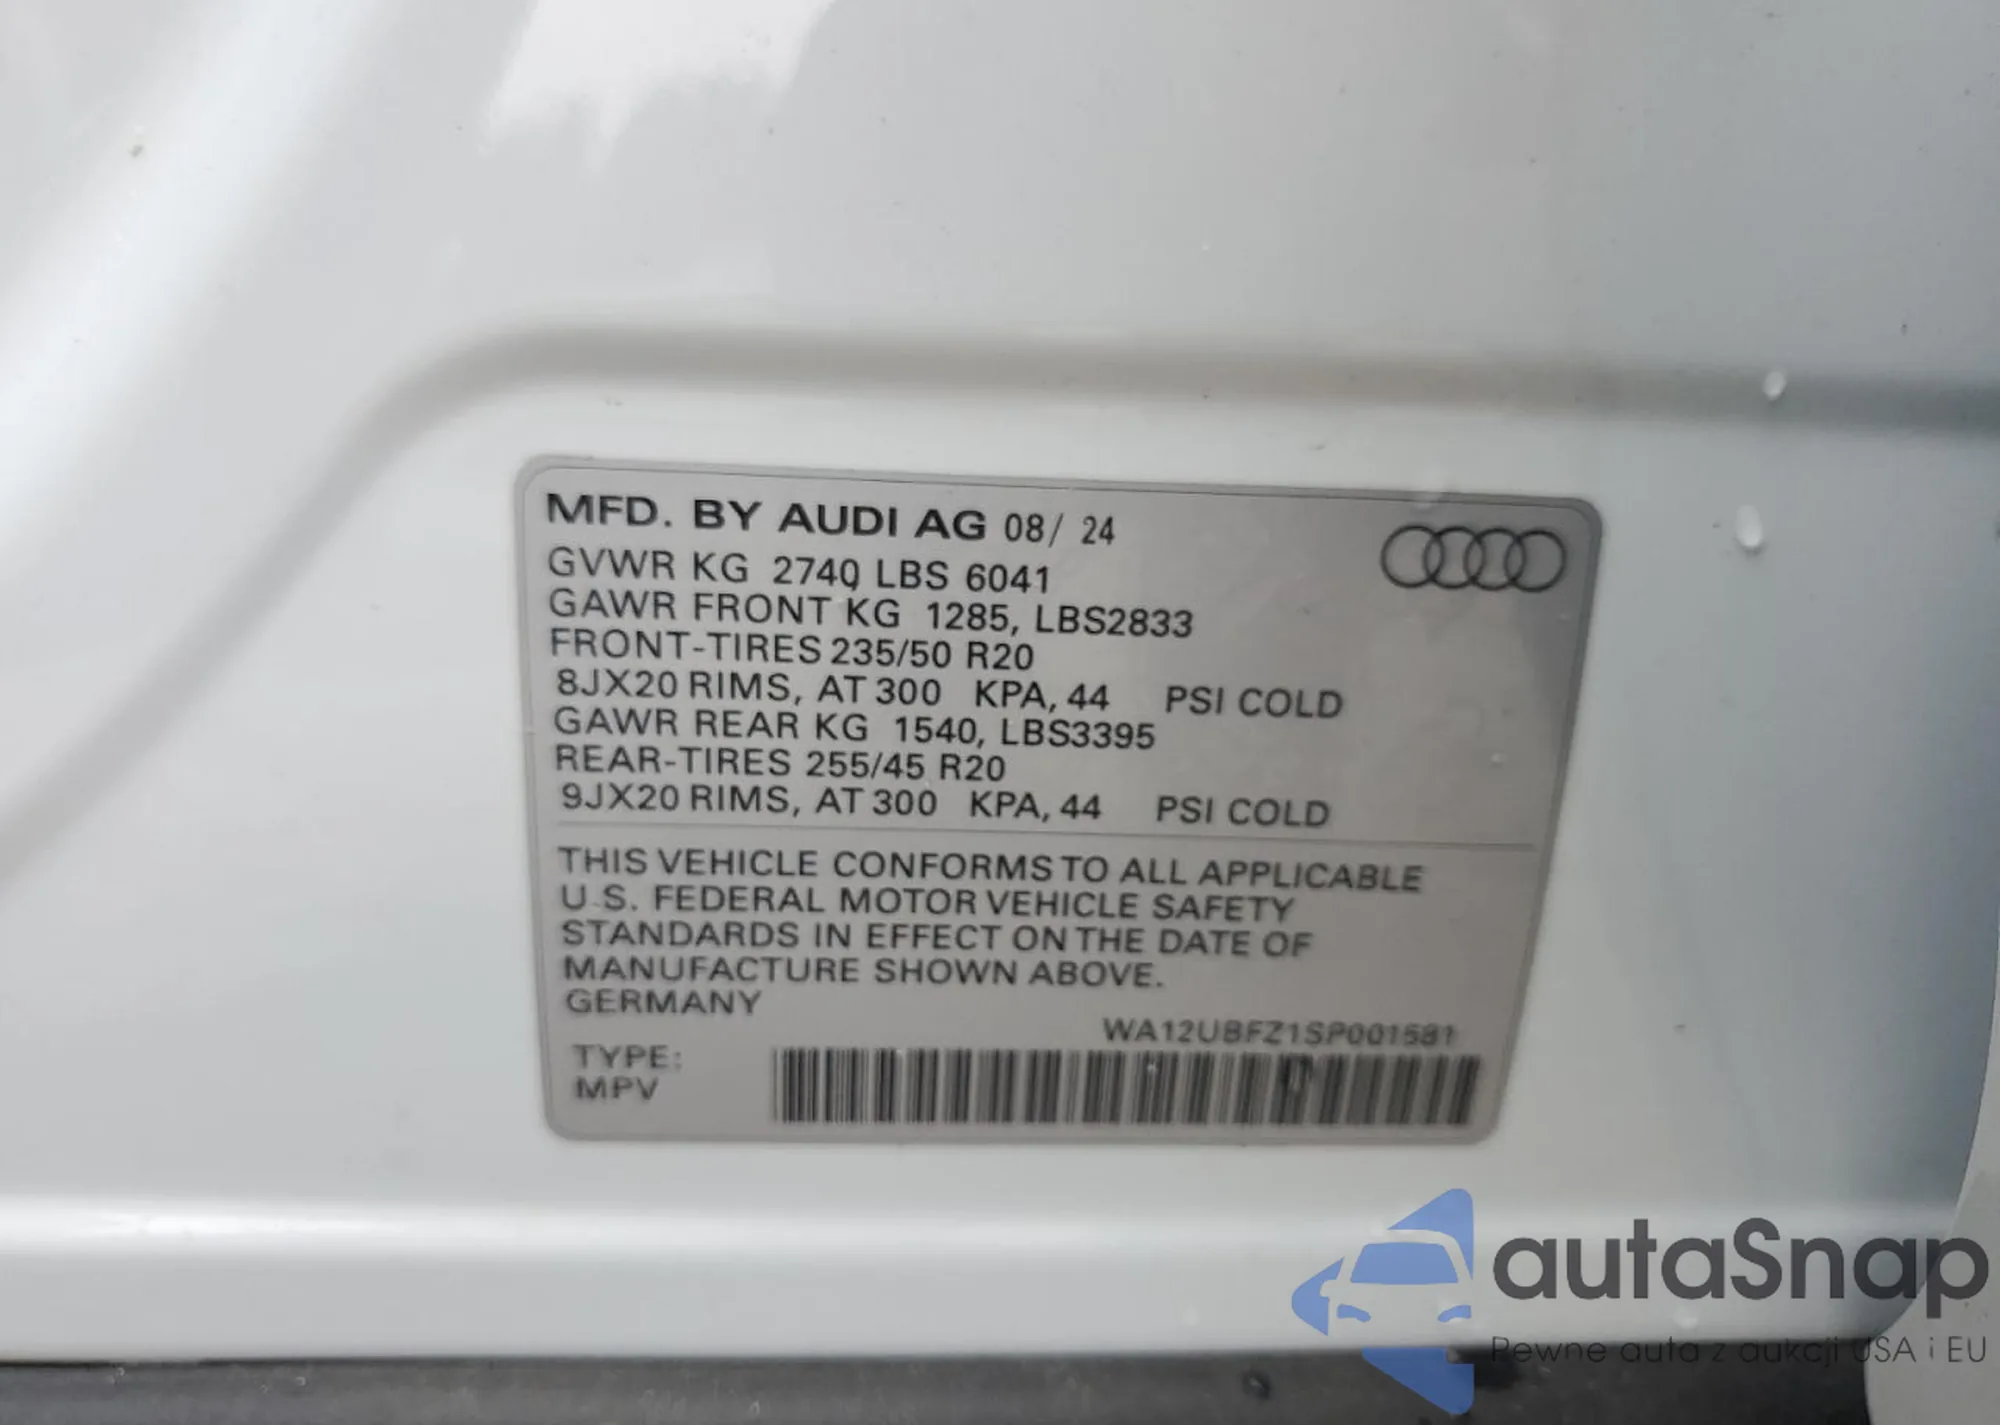 MFD. BY AUDI AG 08/ 24
GVWR KG 2740 LBS 6041
GAWR FRONT KG 1285, LBS2833
FRONT-TIRES 235/50 R20
8JX20 RIMS, AT 300 KPA, 44 PSI COLD
GAWR REAR KG 1540, LBS3395
REAR-TIRES 255/45 R20
9JX20 RIMS, AT 300 KPA, 44 PSI COLD
THIS VEHICLE CONFORMS TO ALL APPLICABLE
U.S. FEDERAL MOTOR VEHICLE SAFETY
STANDARDS IN EFFECT ON THE DATE OF
MANUFACTURE SHOWN ABOVE.
GERMANY
WA12UBFZ1SP001581
TYPE:
MPV
autaSnap
Pewne auta z aukcji USA i EU